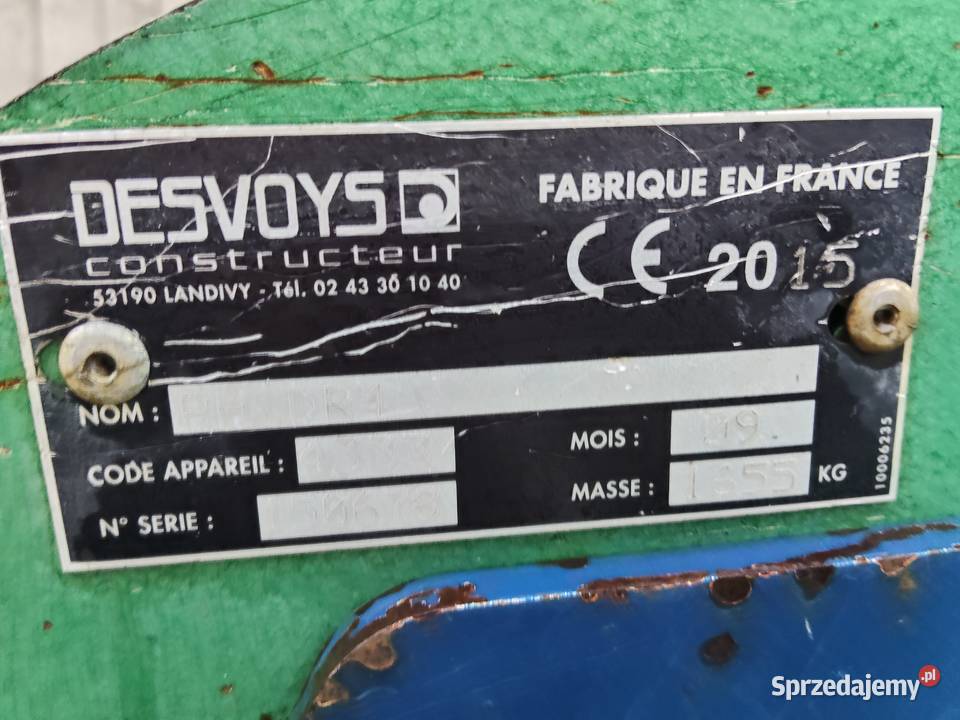 DESVOYS
constructeur
53190 LANDIVY - Tél. 02 43 30 10 40
FABRIQUE EN FRANCE
CE 2015
NOM :
CODE APPAREIL :
N° SERIE :
MOIS : 09
MASSE : 1355 KG
10006235
Sprzedajemy.pl